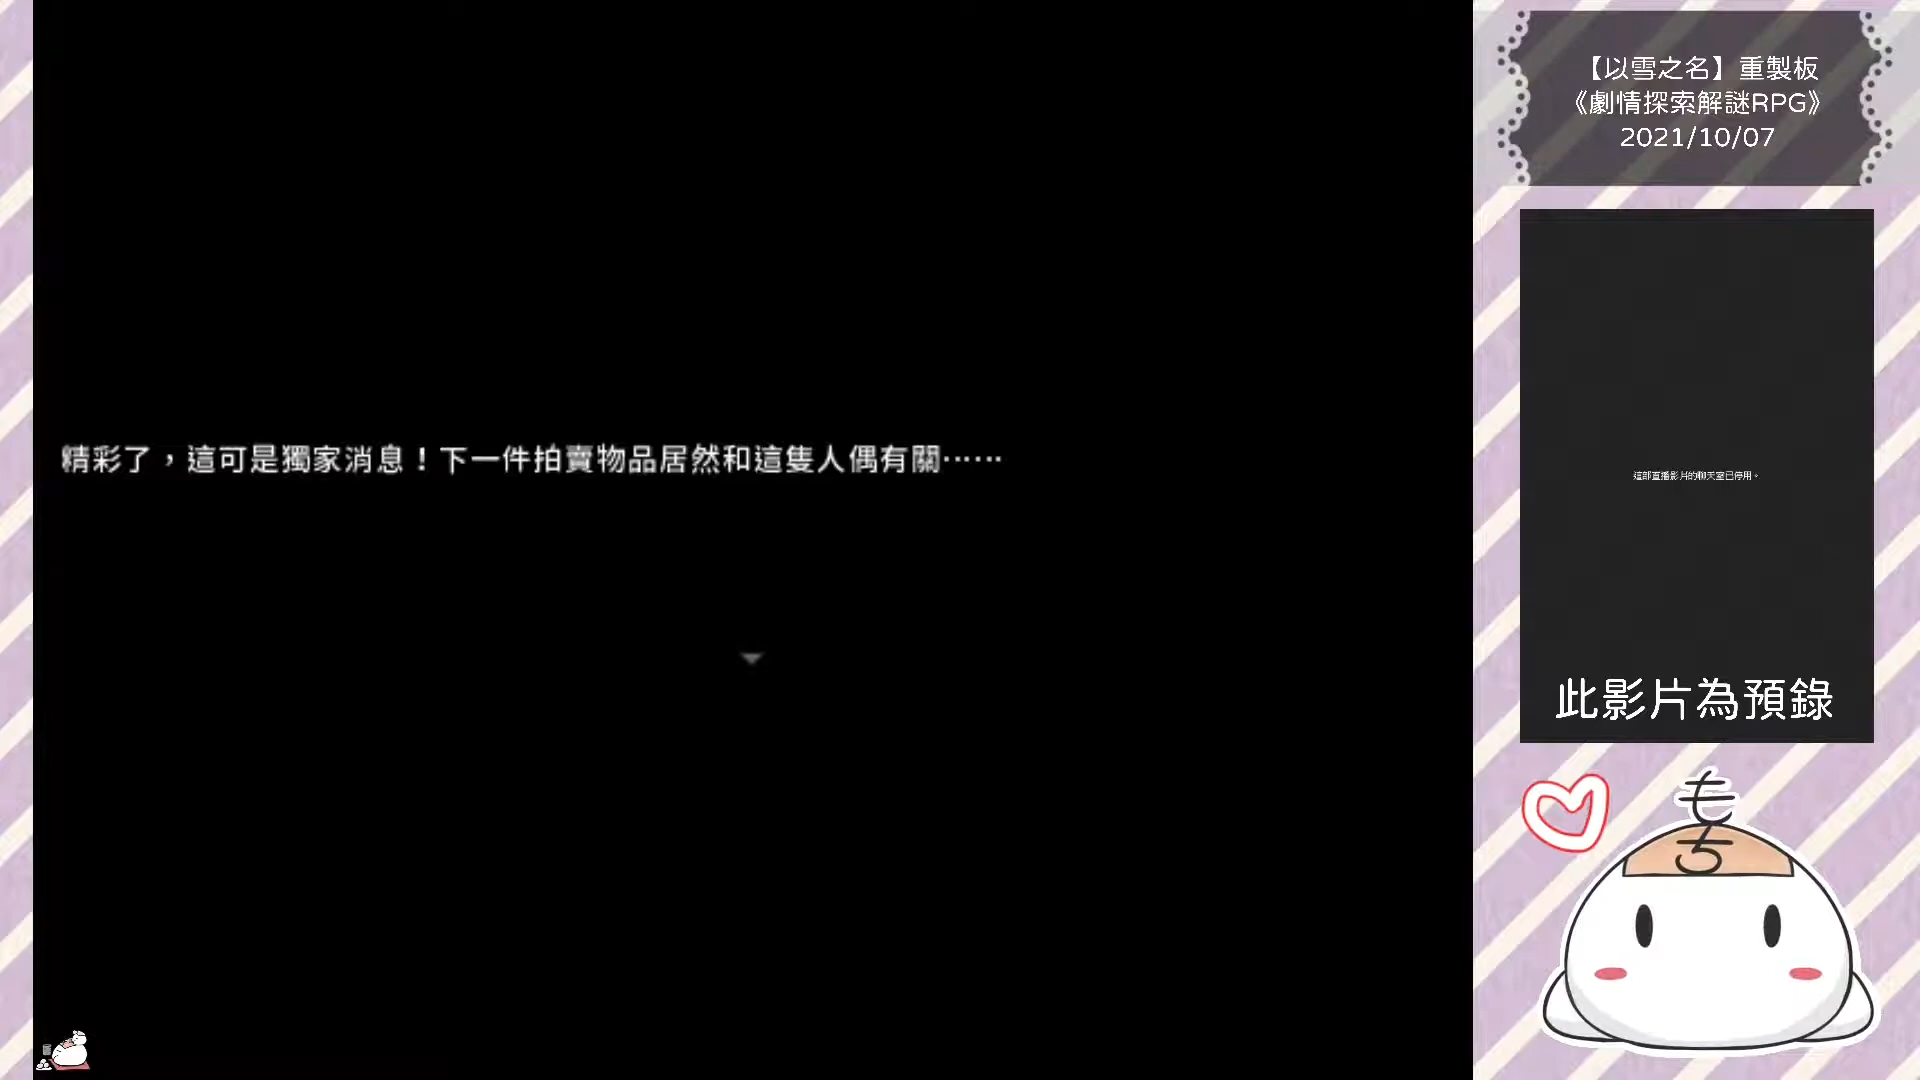 精彩了，這可是獨家消息！下一件拍賣物品居然和這隻人偶有關……
【以雪之名】重製板
《劇情探索解謎RPG》
2021/10/07
這部直播影片的聊天室已停用。
此影片為預錄
もち